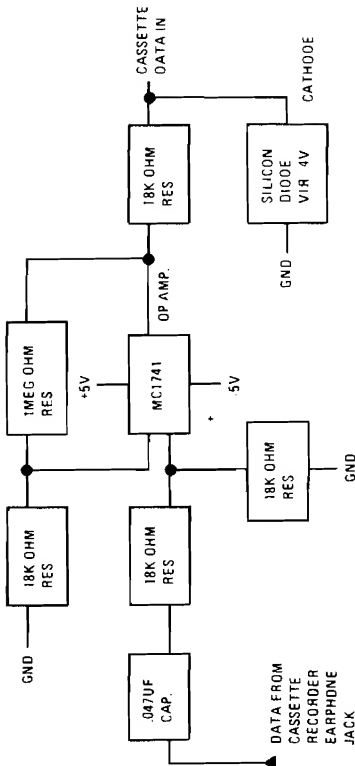 GND
18K OHM
RES
1MEG OHM
RES
+5V
MC1741
.5V
+
OP AMP.
18K OHM
RES
CASSETTE
DATA IN
.047UF
CAP.
18K OHM
RES
18K OHM
RES
GND
GND
SILICON
DIODE
VIR 4V
CATHODE
DATA FROM
CASSETTE
RECORDER
EARPHONE
JACK